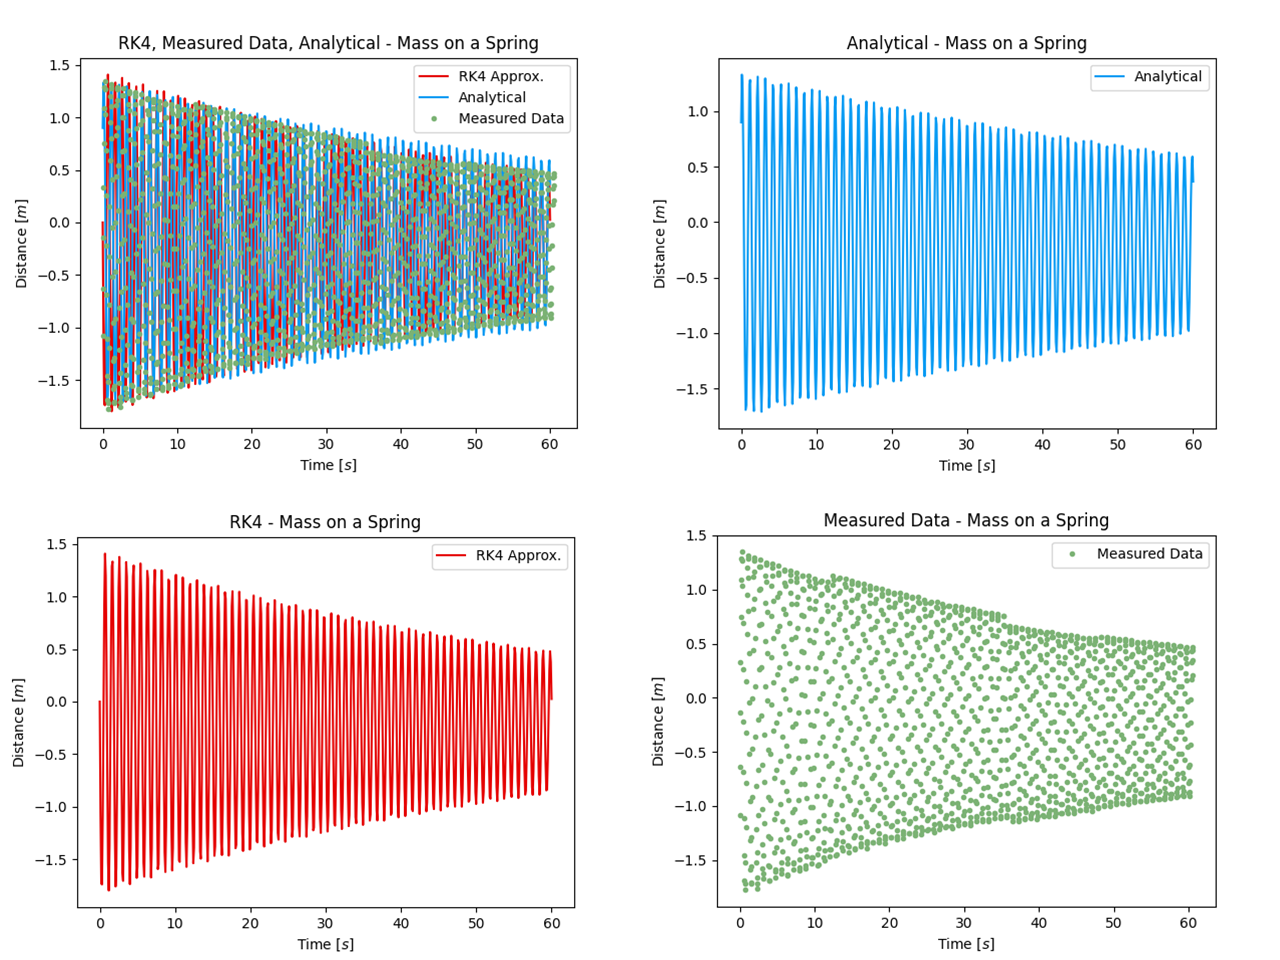 RK4, Measured Data, Analytical - Mass on a Spring
1.5
1.0
0.5
0.0
−0.5
−1.0
−1.5
Distance [m]
RK4 Approx.
Analytical
Measured Data
0 10 20 30 40 50 60
Time [s]
Analytical - Mass on a Spring
1.0
0.5
0.0
−0.5
−1.0
−1.5
Distance [m]
Analytical
0 10 20 30 40 50 60
Time [s]
RK4 - Mass on a Spring
1.5
1.0
0.5
0.0
−0.5
−1.0
−1.5
Distance [m]
RK4 Approx.
0 10 20 30 40 50 60
Time [s]
Measured Data - Mass on a Spring
1.5
1.0
0.5
0.0
−0.5
−1.0
−1.5
Distance [m]
Measured Data
0 10 20 30 40 50 60
Time [s]